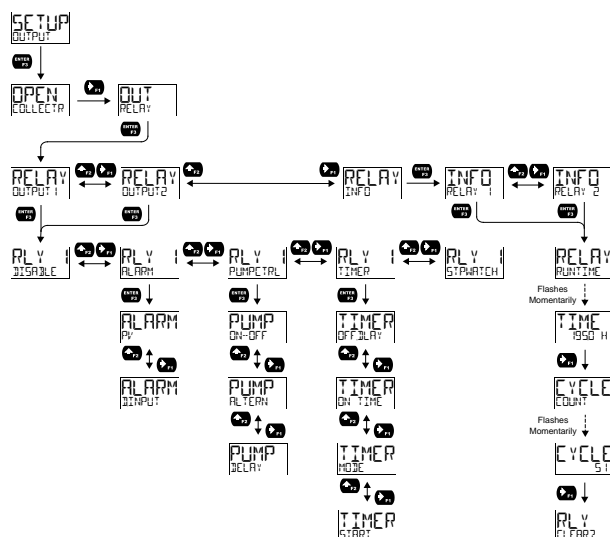 SETUP
OUTPUT
ENTER F3
OPEN
COLLECTR
F1
OUT
RELAY
ENTER F3
RELAY
OUTPUT1
F2 F1
RELAY
OUTPUT2
F2
F1
RELAY
INFO
ENTER F3
INFO
RELAY 1
F2 F1
INFO
RELAY 2
ENTER F3
ENTER F3
ENTER F3
ENTER F3
RLY 1
DISABLE
F2 F1
RLY 1
ALARM
F2 F1
RLY 1
PUMPCTRL
F2 F1
RLY 1
TIMER
F2 F1
RLY 1
STPWATCH
RELAY
RUNTIME
ENTER F3
ENTER F3
ENTER F3
Flashes
Momentarily
ALARM
PV
PUMP
ON-OFF
TIMER
OFF.DLAY
TIME
1950 H
F2
F1
F2
F1
F2
F1
F1
ALARM
DINPUT
PUMP
ALTERN
TIMER
ON TIME
CYCLE
COUNT
F2
F1
F2
F1
Flashes
Momentarily
PUMP
DELAY
TIMER
MODE
CYCLE
51
F2
F1
F1
TIMER
START
RLY
CLEAR?